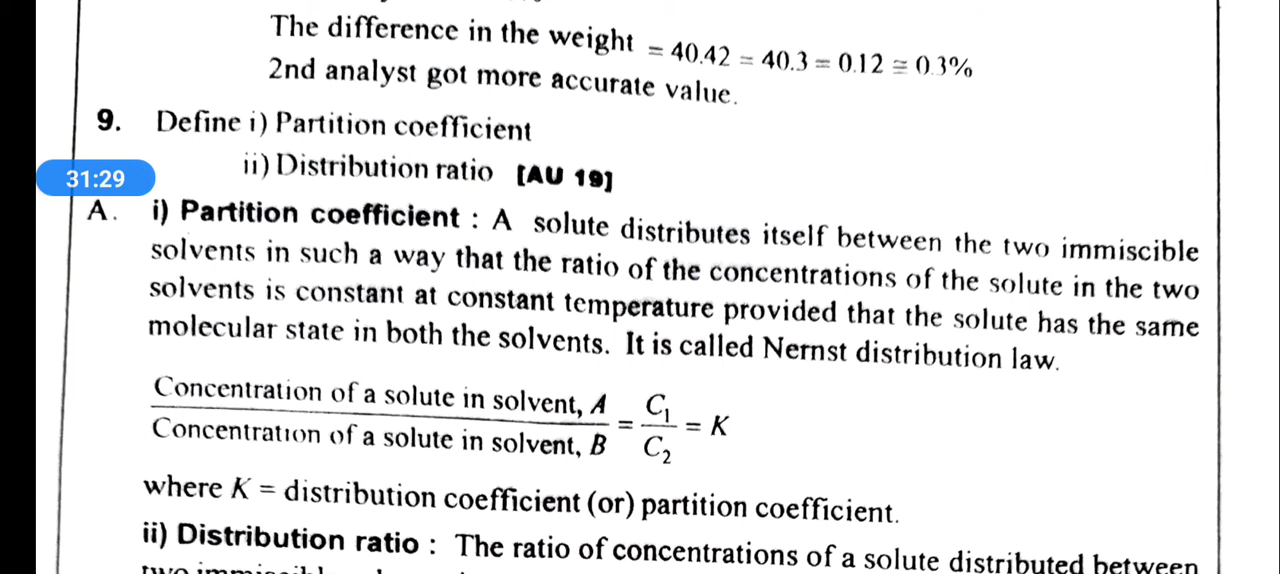 The difference in the weight = 40.42 = 40.3 = 0.12 ≅ 0.3%
2nd analyst got more accurate value.
9. Define i) Partition coefficient
ii) Distribution ratio [AU 19]
31:29
A. i) Partition coefficient : A solute distributes itself between the two immiscible
solvents in such a way that the ratio of the concentrations of the solute in the two
solvents is constant at constant temperature provided that the solute has the same
molecular state in both the solvents. It is called Nernst distribution law.
Concentration of a solute in solvent, A
Concentration of a solute in solvent, B
= C₁/C₂ = K
where K = distribution coefficient (or) partition coefficient.
ii) Distribution ratio : The ratio of concentrations of a solute distributed between
two